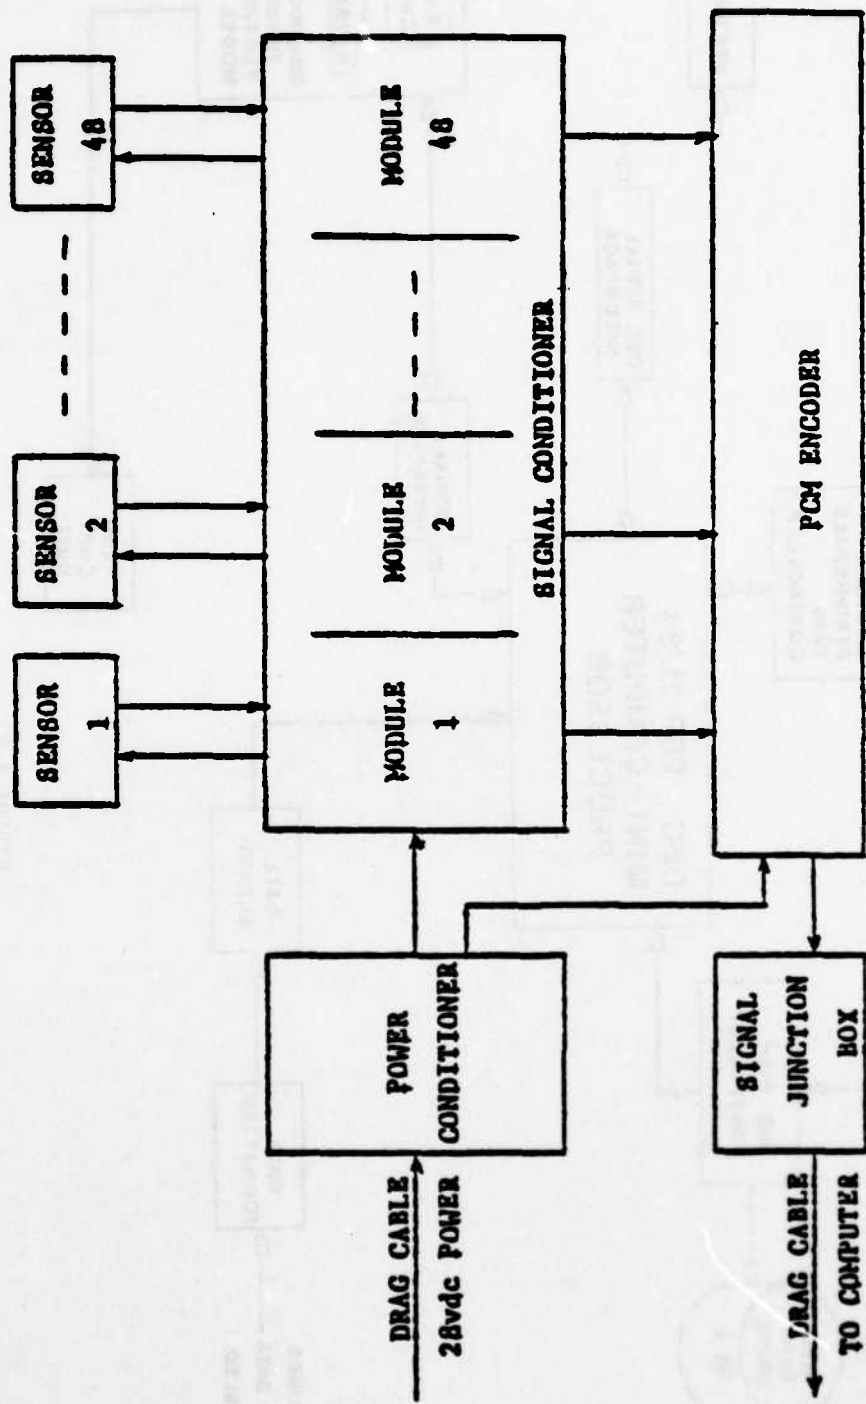 SENSOR
1
SENSOR
2
SENSOR
48
MODULE
1
MODULE
2
MODULE
48
SIGNAL CONDITIONER
POWER
CONDITIONER
DRAG CABLE
28vdc POWER
PCM ENCODER
SIGNAL
JUNCTION
BOX
DRAG CABLE
TO COMPUTER